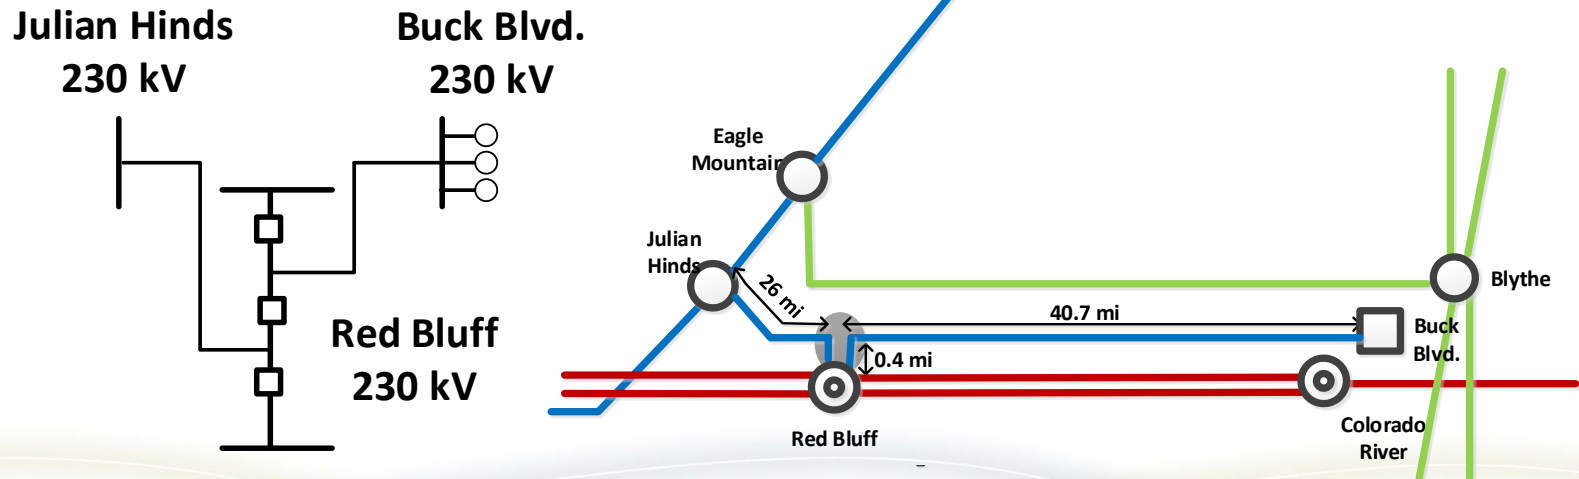 Julian Hinds
230 kV
Buck Blvd.
230 kV
Red Bluff
230 kV
Eagle
Mountain
Julian
Hinds
26 mi
40.7 mi
0.4 mi
Blythe
Buck
Blvd.
Red Bluff
Colorado
River